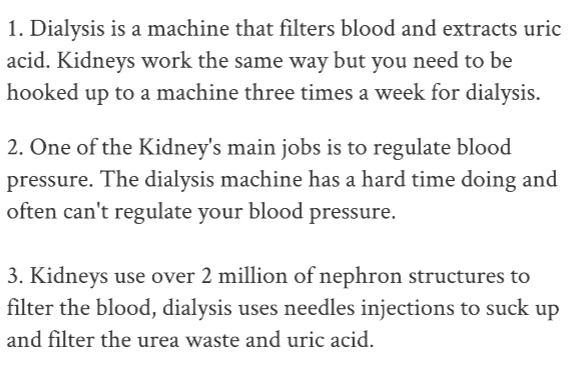 1. Dialysis is a machine that filters blood and extracts uric
acid. Kidneys work the same way but you need to be
hooked up to a machine three times a week for dialysis.
2. One of the Kidney's main jobs is to regulate blood
pressure. The dialysis machine has a hard time doing and
often can't regulate your blood pressure.
3. Kidneys use over 2 million of nephron structures to
filter the blood, dialysis uses needles injections to suck up
and filter the urea waste and uric acid.